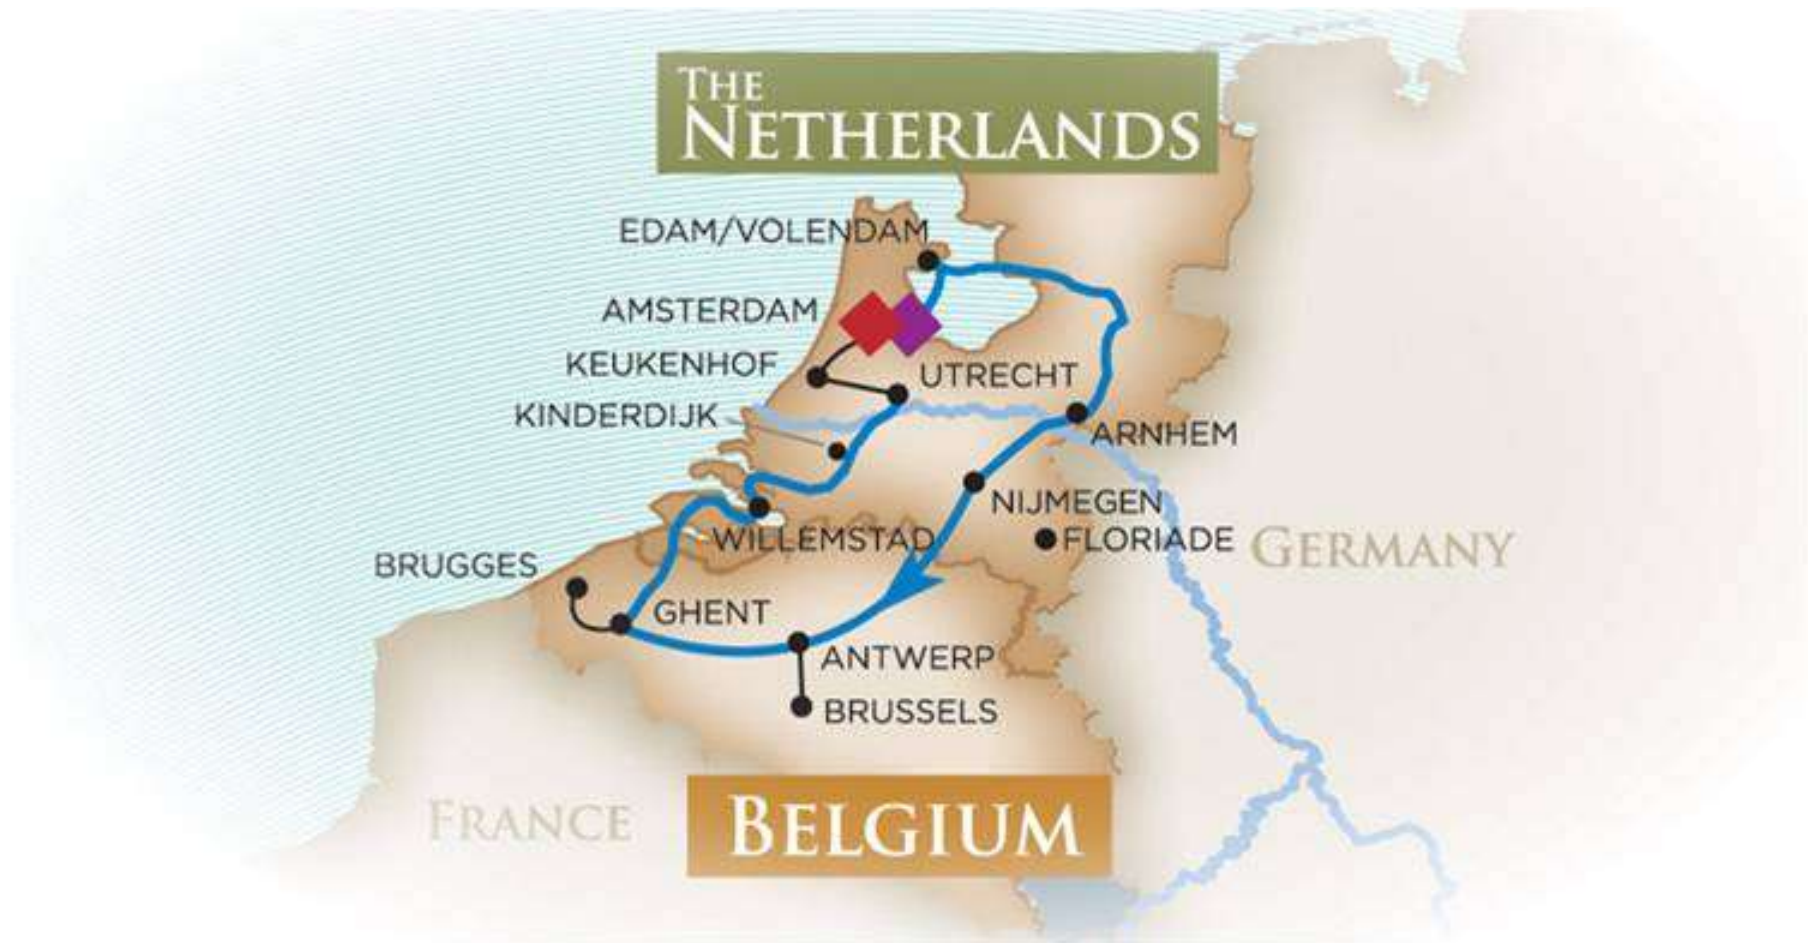 THE
NETHERLANDS
EDAM/VOLENDAM
AMSTERDAM
KEUKENHOF
UTRECHT
KINDERDIJK
ARNHEM
NIJMEGEN
WILLEMSTAD
FLORIADE
GERMANY
BRUGGES
GHENT
ANTWERP
BRUSSELS
FRANCE
BELGIUM